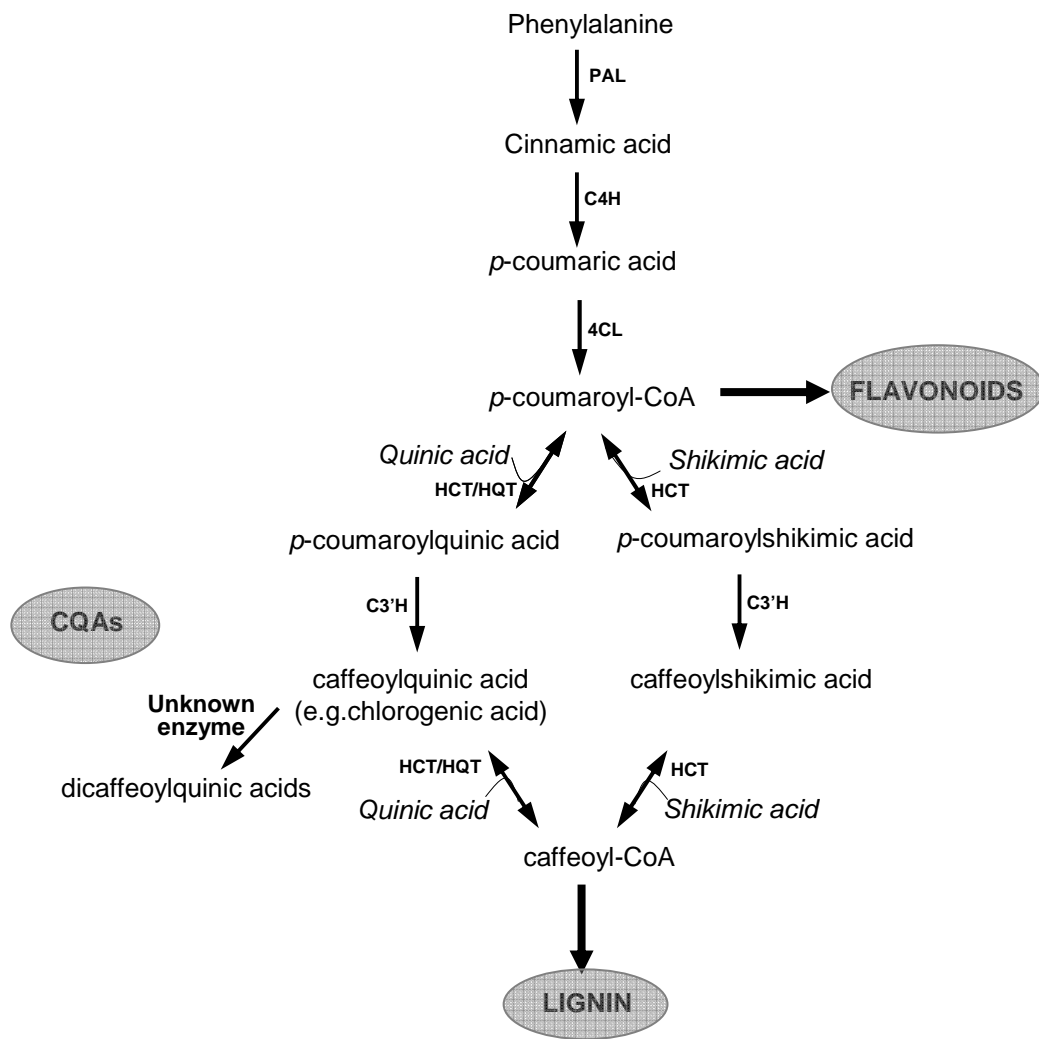 Phenylalanine
PAL
Cinnamic acid
C4H
p-coumaric acid
4CL
p-coumaroyl-CoA
FLAVONOIDS
Quinic acid
Shikimic acid
HCT/HQT
HCT
p-coumaroylquinic acid
p-coumaroylshikimic acid
C3’H
C3’H
CQAs
caffeoylquinic acid
(e.g.chlorogenic acid)
caffeoylshikimic acid
Unknown
enzyme
dicaffeoylquinic acids
HCT/HQT
HCT
Quinic acid
Shikimic acid
caffeoyl-CoA
LIGNIN